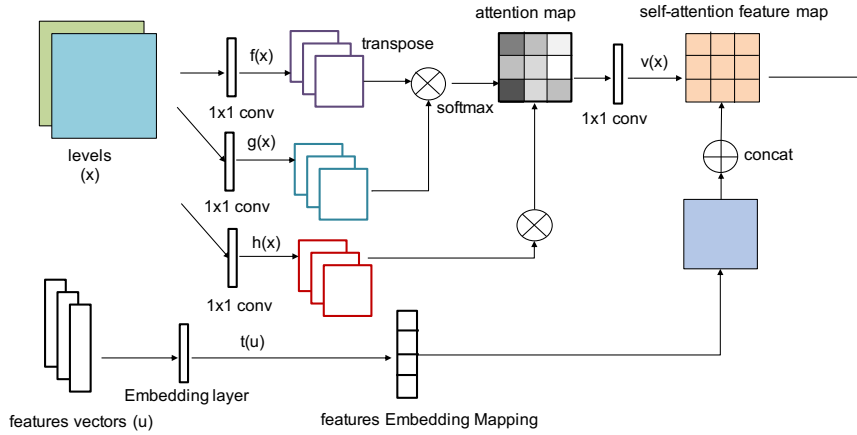 attention map
self-attention feature map
f(x)
transpose
v(x)
softmax
1x1 conv
1x1 conv
levels
(x)
g(x)
concat
1x1 conv
h(x)
1x1 conv
t(u)
Embedding layer
features vectors (u)
features Embedding Mapping